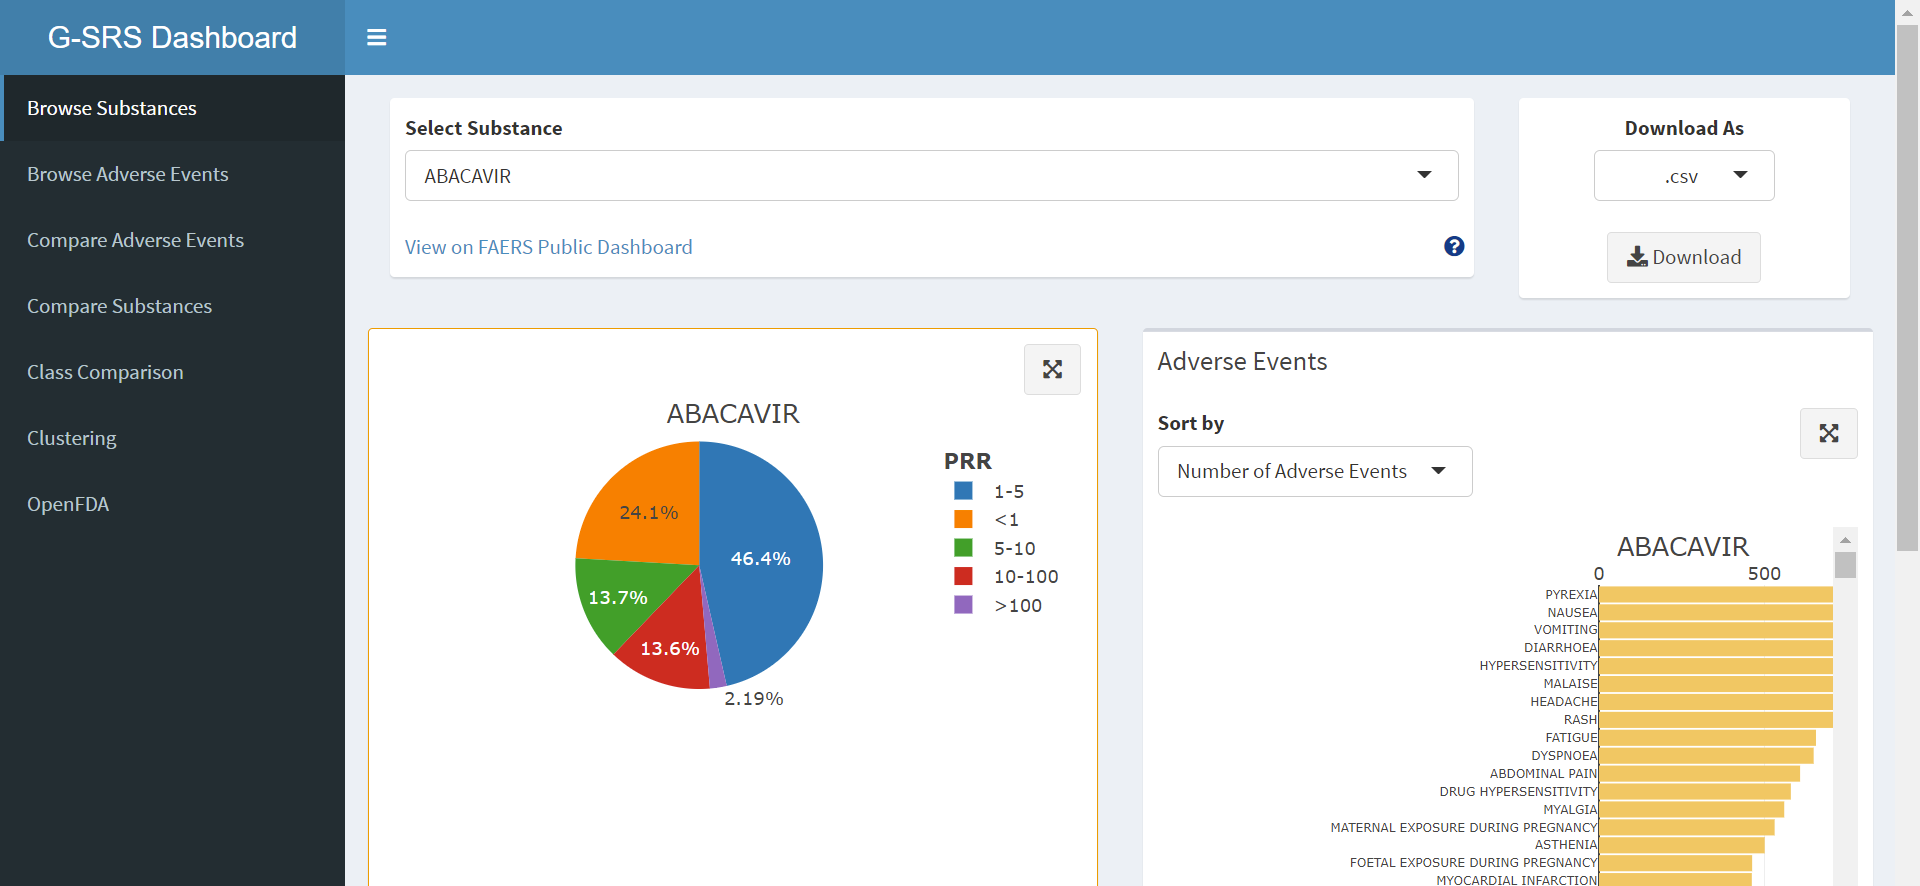 G-SRS Dashboard
Browse Substances
Browse Adverse Events
Compare Adverse Events
Compare Substances
Class Comparison
Clustering
OpenFDA
Select Substance
ABACAVIR
View on FAERS Public Dashboard
?
Download As
.csv
Download
ABACAVIR
24.1%
46.4%
13.7%
13.6%
2.19%
PRR
1-5
<1
5-10
10-100
>100
Adverse Events
Sort by
Number of Adverse Events
ABACAVIR
0 500
PYREXIA
NAUSEA
VOMITING
DIARRHOEA
HYPERSENSITIVITY
MALAISE
HEADACHE
RASH
FATIGUE
DYSPNOEA
ABDOMINAL PAIN
DRUG HYPERSENSITIVITY
MYALGIA
MATERNAL EXPOSURE DURING PREGNANCY
ASTHENIA
FOETAL EXPOSURE DURING PREGNANCY
MYOCARDIAL INFARCTION